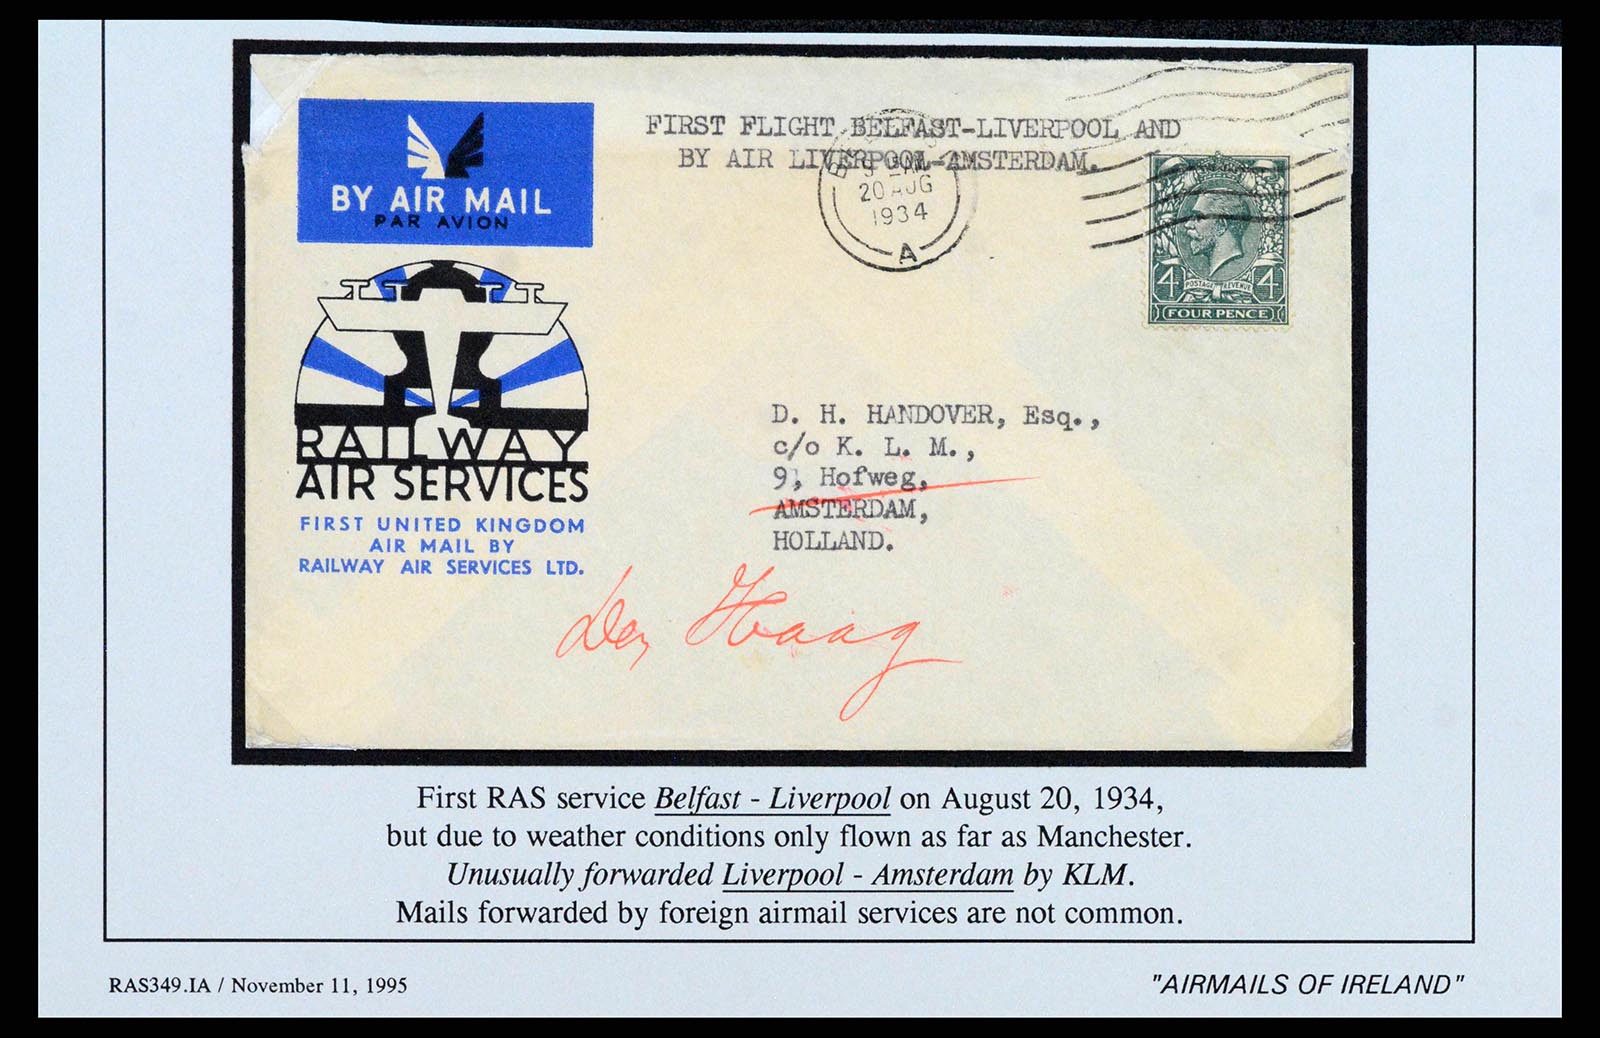 BY AIR MAIL
PAR AVION
FIRST FLIGHT BELFAST-LIVERPOOL AND
BY AIR LIVERPOOL-AMSTERDAM.
20 AUG
1934
A
4 POSTAGE REVENUE 4
FOUR PENCE
RAILWAY
AIR SERVICES
FIRST UNITED KINGDOM
AIR MAIL BY
RAILWAY AIR SERVICES LTD.
D. H. HANDOVER, Esq.,
c/o K. L. M.,
9, Hofweg,
AMSTERDAM,
HOLLAND.
Den Haag
First RAS service Belfast - Liverpool on August 20, 1934,
but due to weather conditions only flown as far as Manchester.
Unusually forwarded Liverpool - Amsterdam by KLM.
Mails forwarded by foreign airmail services are not common.
RAS349.IA / November 11, 1995
"AIRMAILS OF IRELAND"